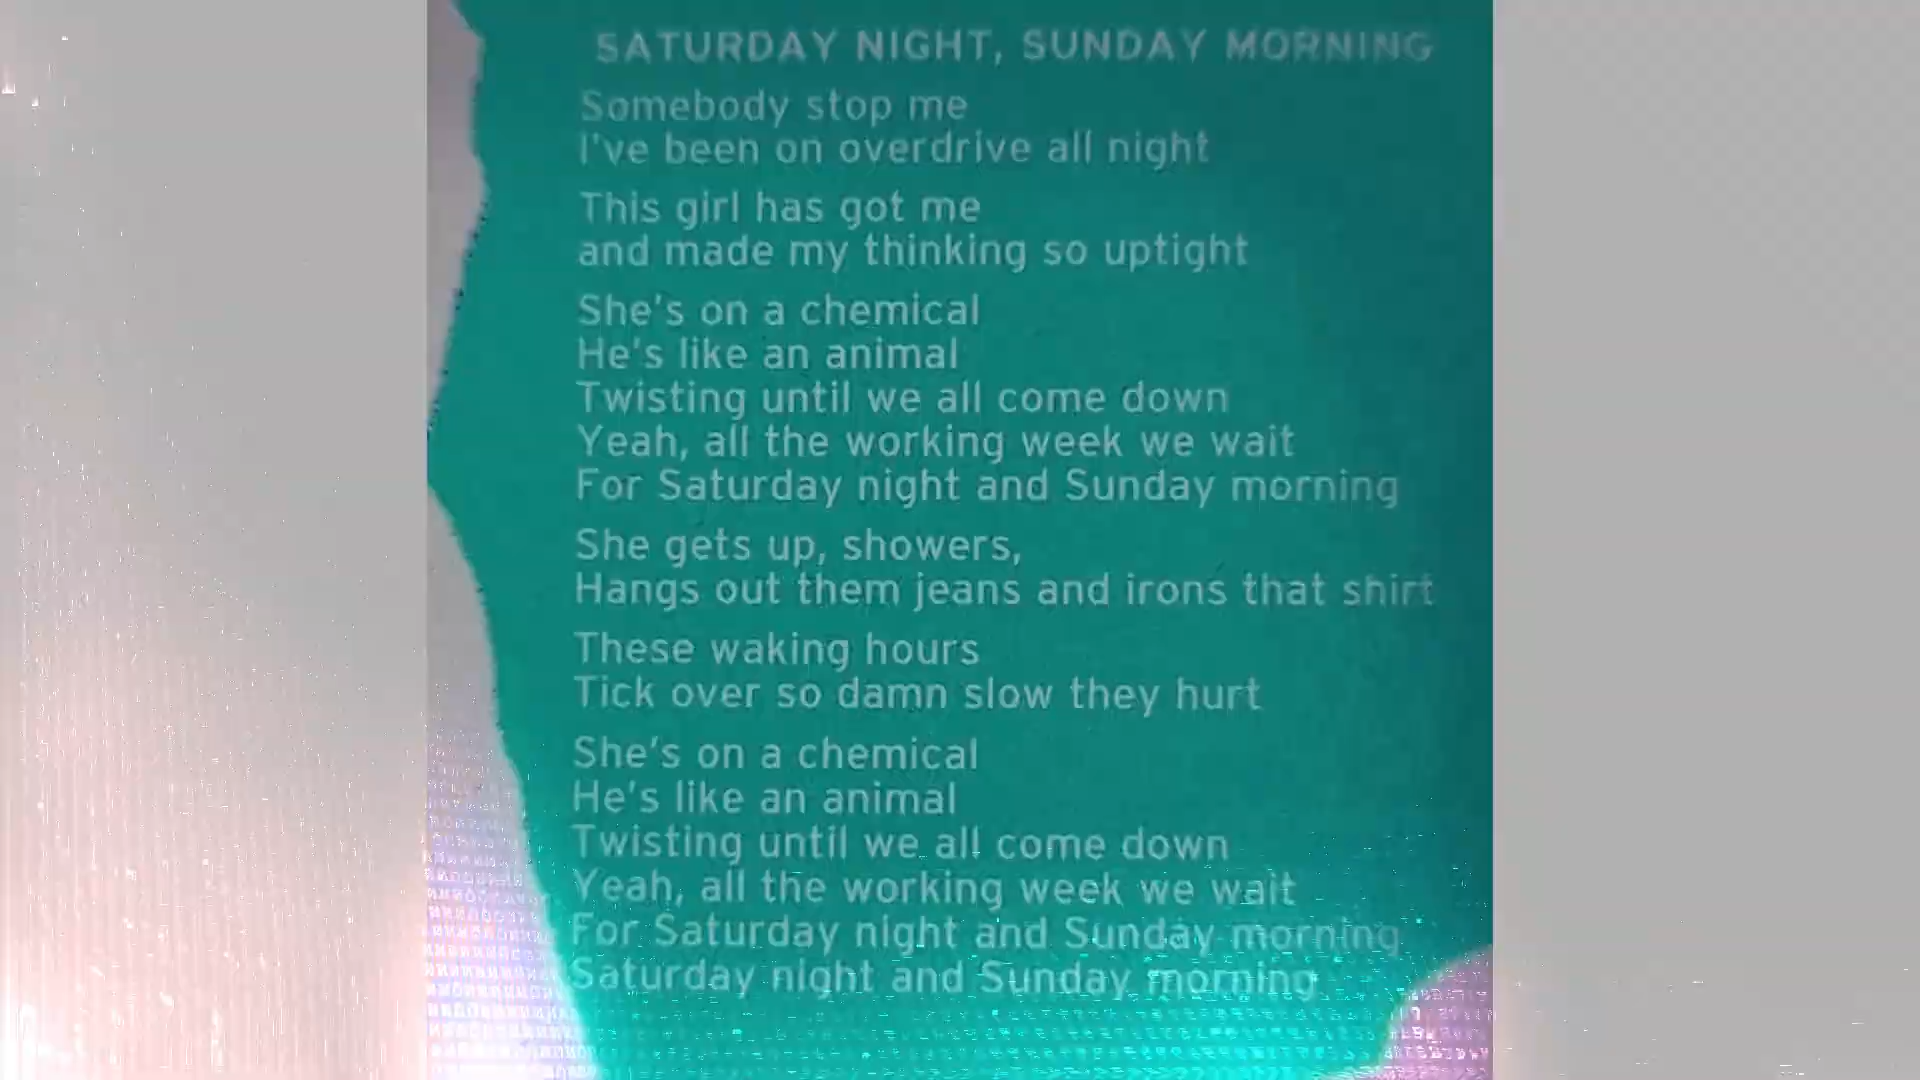 SATURDAY NIGHT, SUNDAY MORNING
Somebody stop me
I've been on overdrive all night
This girl has got me
and made my thinking so uptight
She's on a chemical
He's like an animal
Twisting until we all come down
Yeah, all the working week we wait
For Saturday night and Sunday morning
She gets up, showers,
Hangs out them jeans and irons that shirt
These waking hours
Tick over so damn slow they hurt
She's on a chemical
He's like an animal
Twisting until we all come down
Yeah, all the working week we wait
For Saturday night and Sunday morning
Saturday night and Sunday morning